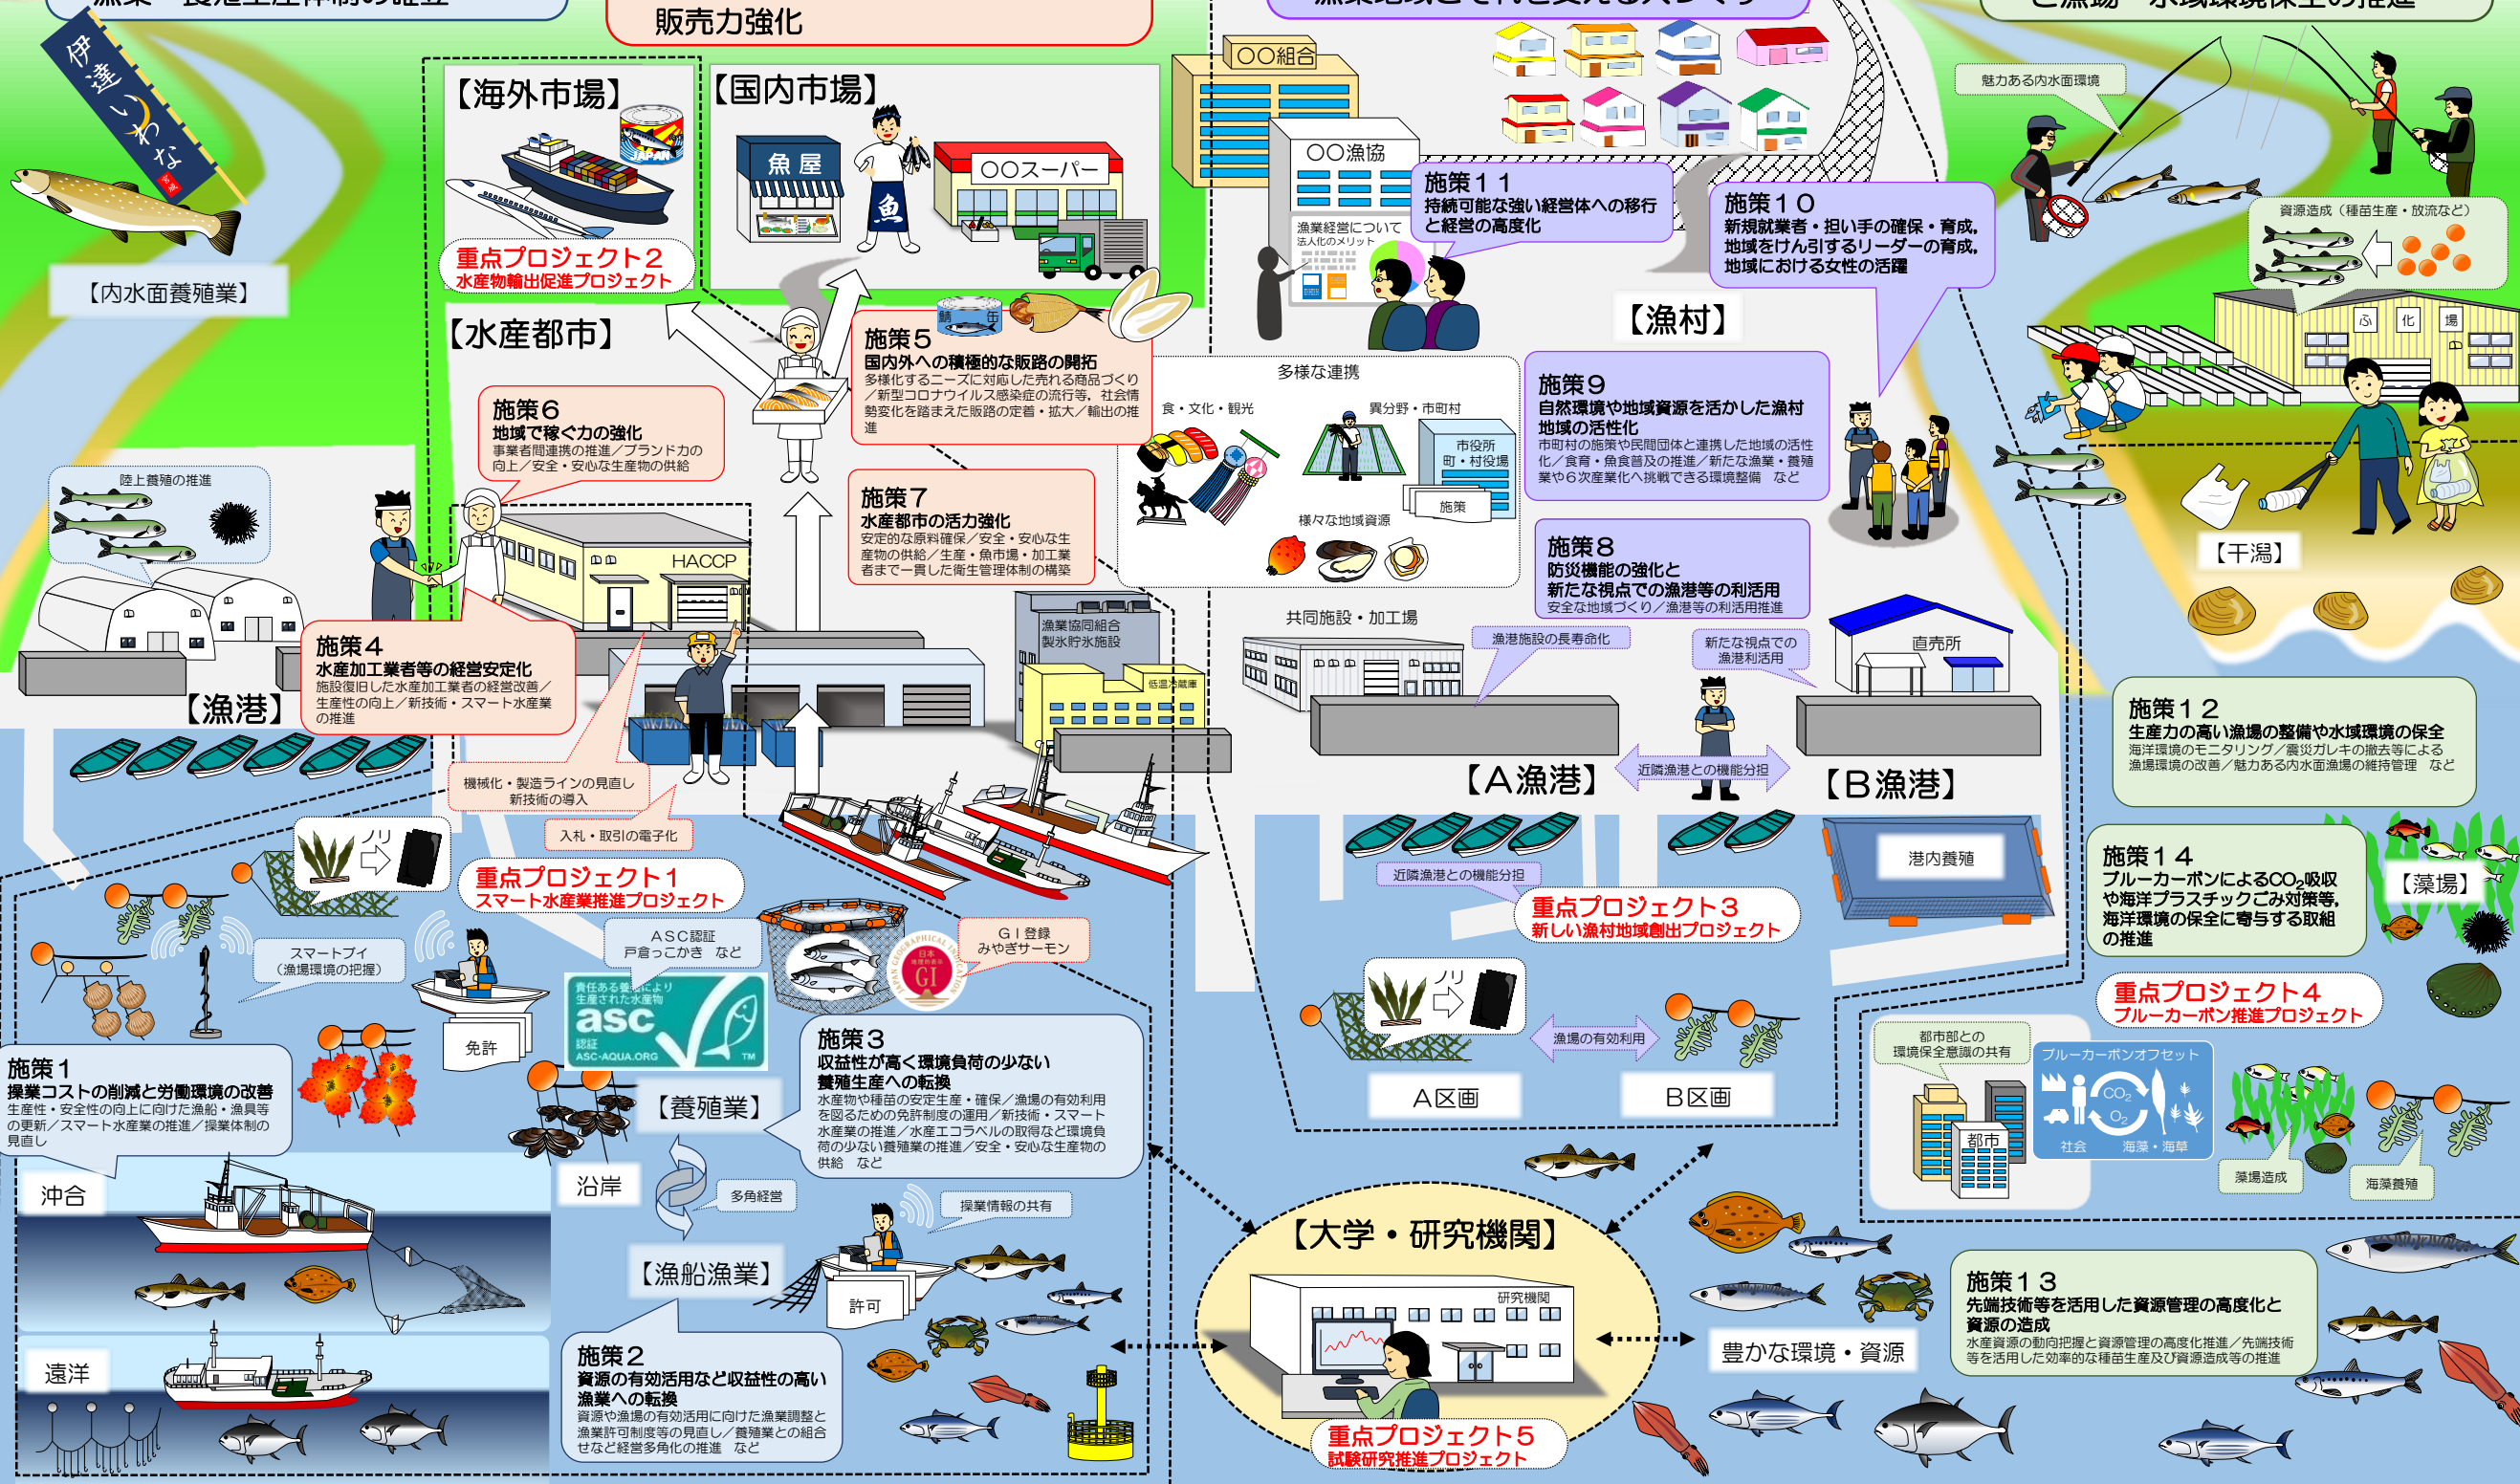 販売力強化
伊達いわな
宮城
【内水面養殖業】
【海外市場】
JAPAN
重点プロジェクト２
水産物輸出促進プロジェクト
【国内市場】
魚屋
魚
〇〇スーパー
【水産都市】
施策５
国内外への積極的な販路の開拓
多様化するニーズに対応した売れる商品づくり
／新型コロナウイルス感染症の流行等，社会情
勢変化を踏まえた販路の定着・拡大／輸出の推
進
鯖 缶
施策６
地域で稼ぐ力の強化
事業者間連携の推進／ブランド力の
向上／安全・安心な生産物の供給
施策７
水産都市の活力強化
安定的な原料確保／安全・安心な生
産物の供給／生産・魚市場・加工業
者まで一貫した衛生管理体制の構築
陸上養殖の推進
HACCP
施策４
水産加工業者等の経営安定化
施設復旧した水産加工業者の経営改善／
生産性の向上／新技術・スマート水産業
の推進
【漁港】
漁業協同組合
製氷貯氷施設
低温冷蔵庫
機械化・製造ラインの見直し
新技術の導入
入札・取引の電子化
重点プロジェクト１
スマート水産業推進プロジェクト
〇〇組合
〇〇漁協
漁業経営について
法人化のメリット
施策１１
持続可能な強い経営体への移行
と経営の高度化
施策１０
新規就業者・担い手の確保・育成，
地域をけん引するリーダーの育成，
地域における女性の活躍
【漁村】
多様な連携
食・文化・観光
異分野・市町村
市役所
町・村役場
施策
様々な地域資源
施策９
自然環境や地域資源を活かした漁村
地域の活性化
市町村の施策や民間団体と連携した地域の活性
化／食育・魚食普及の推進／新たな漁業・養殖
業や６次産業化へ挑戦できる環境整備　など
施策８
防災機能の強化と
新たな視点での漁港等の利活用
安全な地域づくり／漁港等の利活用推進
共同施設・加工場
漁港施設の長寿命化
新たな視点での
漁港利活用
直売所
【Ａ漁港】
近隣漁港との機能分担
【Ｂ漁港】
港内養殖
近隣漁港との機能分担
重点プロジェクト３
新しい漁村地域創出プロジェクト
ノリ
漁場の有効利用
Ａ区画
Ｂ区画
魅力ある内水面環境
資源造成（種苗生産・放流など）
ふ 化 場
【干潟】
施策１２
生産力の高い漁場の整備や水域環境の保全
海洋環境のモニタリング／震災ガレキの撤去等による
漁場環境の改善／魅力ある内水面漁場の維持管理　など
施策１４
ブルーカーボンによるCO₂吸収
や海洋プラスチックごみ対策等，
海洋環境の保全に寄与する取組
の推進
【藻場】
重点プロジェクト４
ブルーカーボン推進プロジェクト
都市部との
環境保全意識の共有
都市
ブルーカーボンオフセット
CO₂
O₂
社会
海藻・海草
藻場造成
海藻養殖
ノリ
スマートブイ
（漁場環境の把握）
免許
ＡＳＣ認証
戸倉っこかき　など
責任ある養殖により
生産された水産物
asc
認証
ASC-AQUA.ORG
TM
ＧＩ登録
みやぎサーモン
日本
地理的表示
GI
JAPAN GEOGRAPHICAL INDICATION
施策１
操業コストの削減と労働環境の改善
生産性・安全性の向上に向けた漁船・漁具等
の更新／スマート水産業の推進／操業体制の
見直し
【養殖業】
施策３
収益性が高く環境負荷の少ない
養殖生産への転換
水産物や種苗の安定生産・確保／漁場の有効利用
を図るための免許制度の運用／新技術・スマート
水産業の推進／水産エコラベルの取得など環境負
荷の少ない養殖業の推進／安全・安心な生産物の
供給　など
沖合
沿岸
多角経営
操業情報の共有
【漁船漁業】
許可
遠洋
施策２
資源の有効活用など収益性の高い
漁業への転換
資源や漁場の有効活用に向けた漁業調整と
漁業許可制度等の見直し／養殖業との組合
せなど経営多角化の推進　など
【大学・研究機関】
研究機関
重点プロジェクト５
試験研究推進プロジェクト
豊かな環境・資源
施策１３
先端技術等を活用した資源管理の高度化と
資源の造成
水産資源の動向把握と資源管理の高度化推進／先端技術
等を活用した効率的な種苗生産及び資源造成等の推進